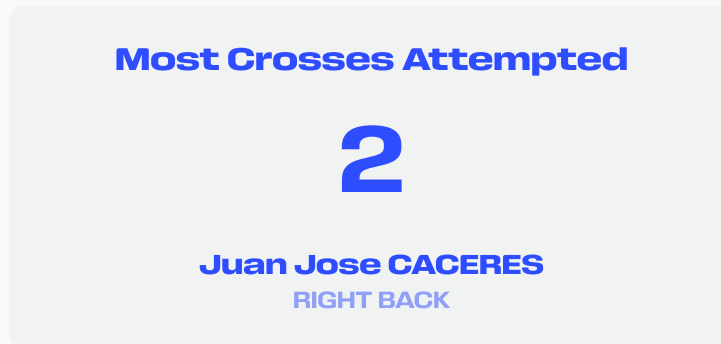 Most Crosses Attempted
2
Juan Jose CACERES
RIGHT BACK